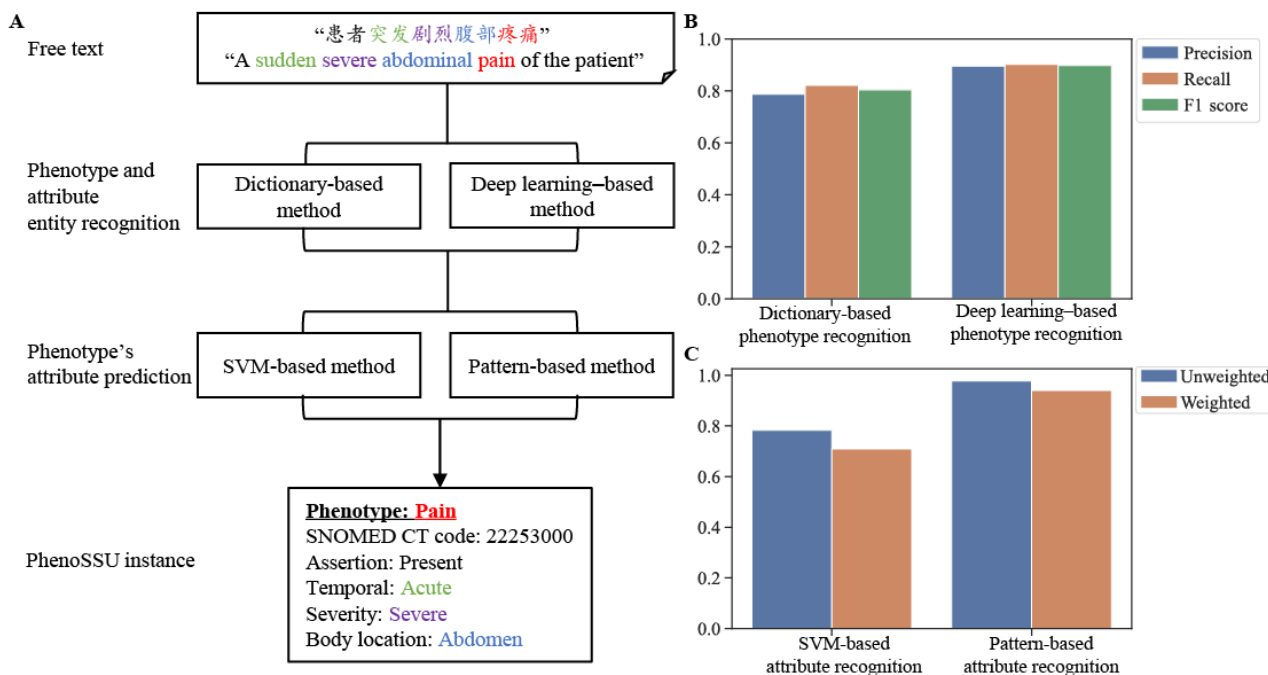 A
Free text
“患者突发剧烈腹部疼痛”
“A sudden severe abdominal pain of the patient”
Phenotype and
attribute
entity recognition
Dictionary-based
method
Deep learning–based
method
Phenotype’s
attribute prediction
SVM-based method
Pattern-based method
PhenoSSU instance
Phenotype: Pain
SNOMED CT code: 22253000
Assertion: Present
Temporal: Acute
Severity: Severe
Body location: Abdomen
B
1.0
0.8
0.6
0.4
0.2
0.0
Precision
Recall
F1 score
Dictionary-based
phenotype recognition
Deep learning–based
phenotype recognition
C
1.0
0.8
0.6
0.4
0.2
0.0
Unweighted
Weighted
SVM-based
attribute recognition
Pattern-based
attribute recognition